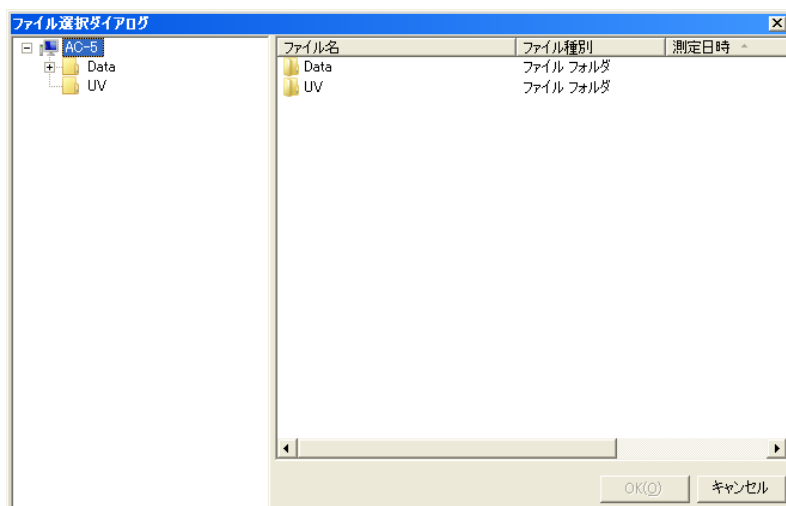 ファイル選択ダイアログ
AC-5
Data
UV
ファイル名 ファイル種別 測定日時
Data ファイル フォルダ
UV ファイル フォルダ
OK(O) キャンセル